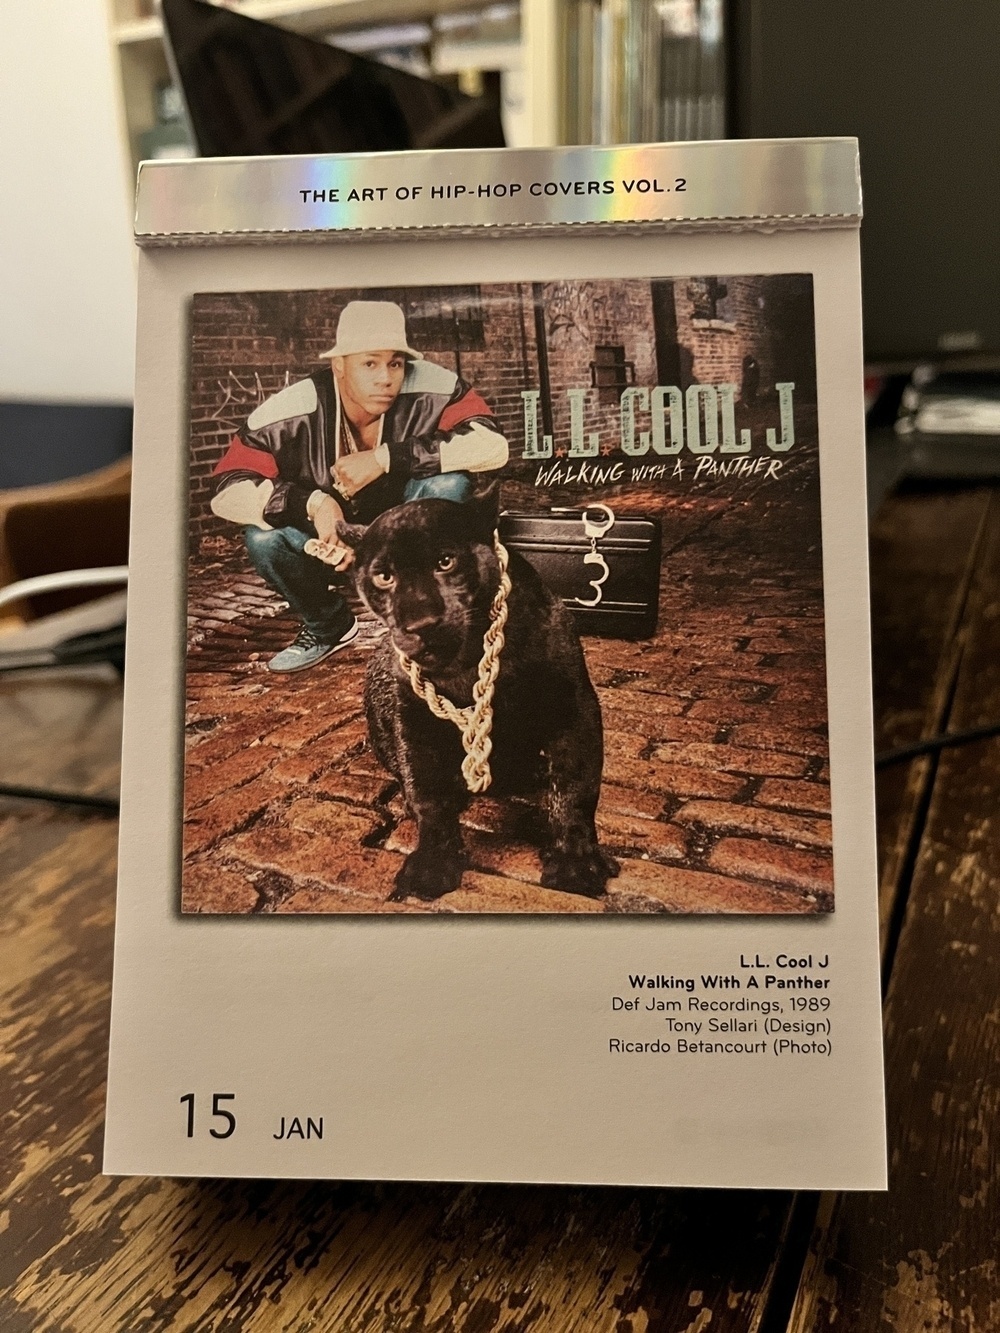 THE ART OF HIP-HOP COVERS VOL.2
L.L. COOL J
WALKING WITH A PANTHER
L.L. Cool J
Walking With A Panther
Def Jam Recordings, 1989
Tony Sellari (Design)
Ricardo Betancourt (Photo)
15 JAN